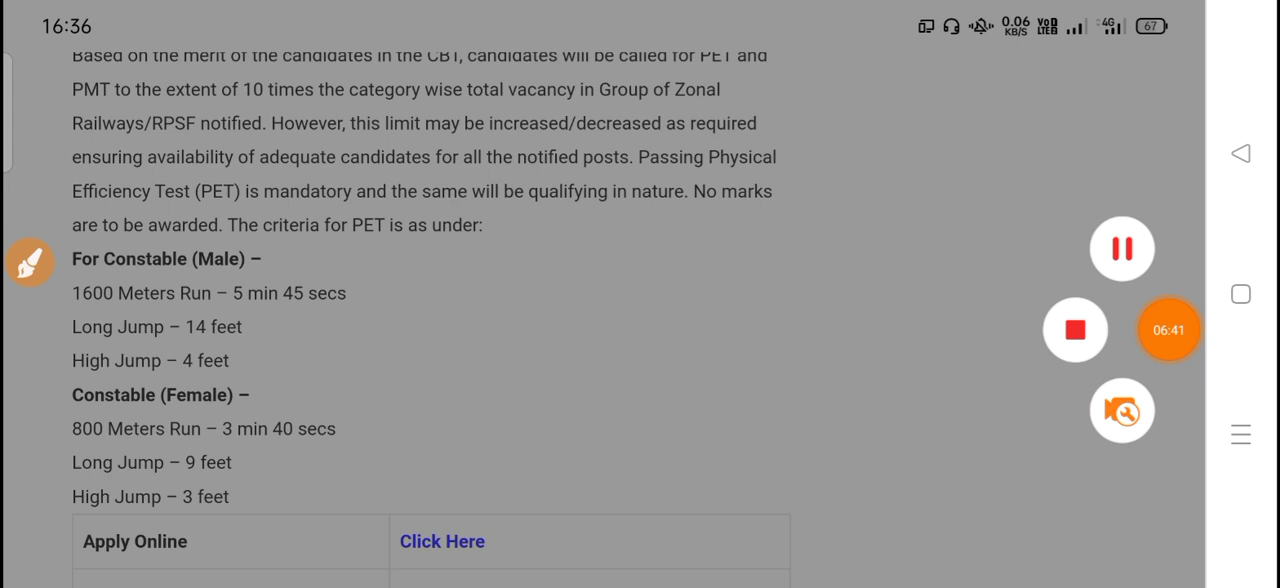 16:36
0.06 KB/S VoD LTE2 4G 67
Based on the merit of the candidates in the CBT, candidates will be called for PET and
PMT to the extent of 10 times the category wise total vacancy in Group of Zonal
Railways/RPSF notified. However, this limit may be increased/decreased as required
ensuring availability of adequate candidates for all the notified posts. Passing Physical
Efficiency Test (PET) is mandatory and the same will be qualifying in nature. No marks
are to be awarded. The criteria for PET is as under:
For Constable (Male) –
1600 Meters Run – 5 min 45 secs
Long Jump – 14 feet
06:41
High Jump – 4 feet
Constable (Female) –
800 Meters Run – 3 min 40 secs
Long Jump – 9 feet
High Jump – 3 feet
Apply Online Click Here